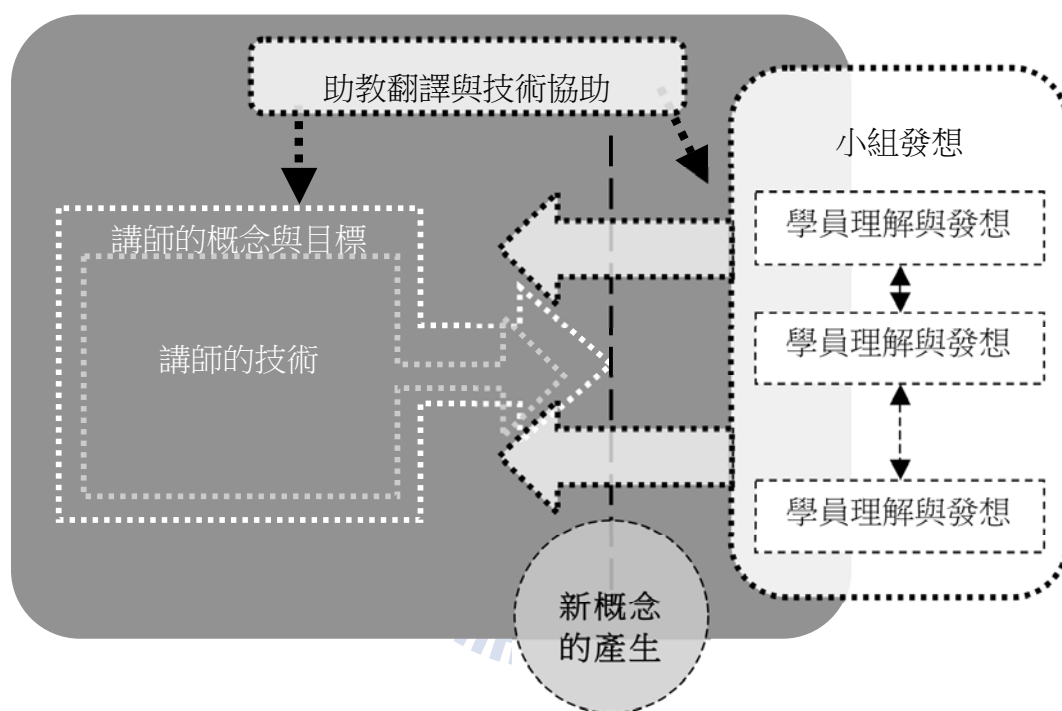 助教翻譯與技術協助
小組發想
學員理解與發想
學員理解與發想
學員理解與發想
講師的概念與目標
講師的技術
新概念
的產生